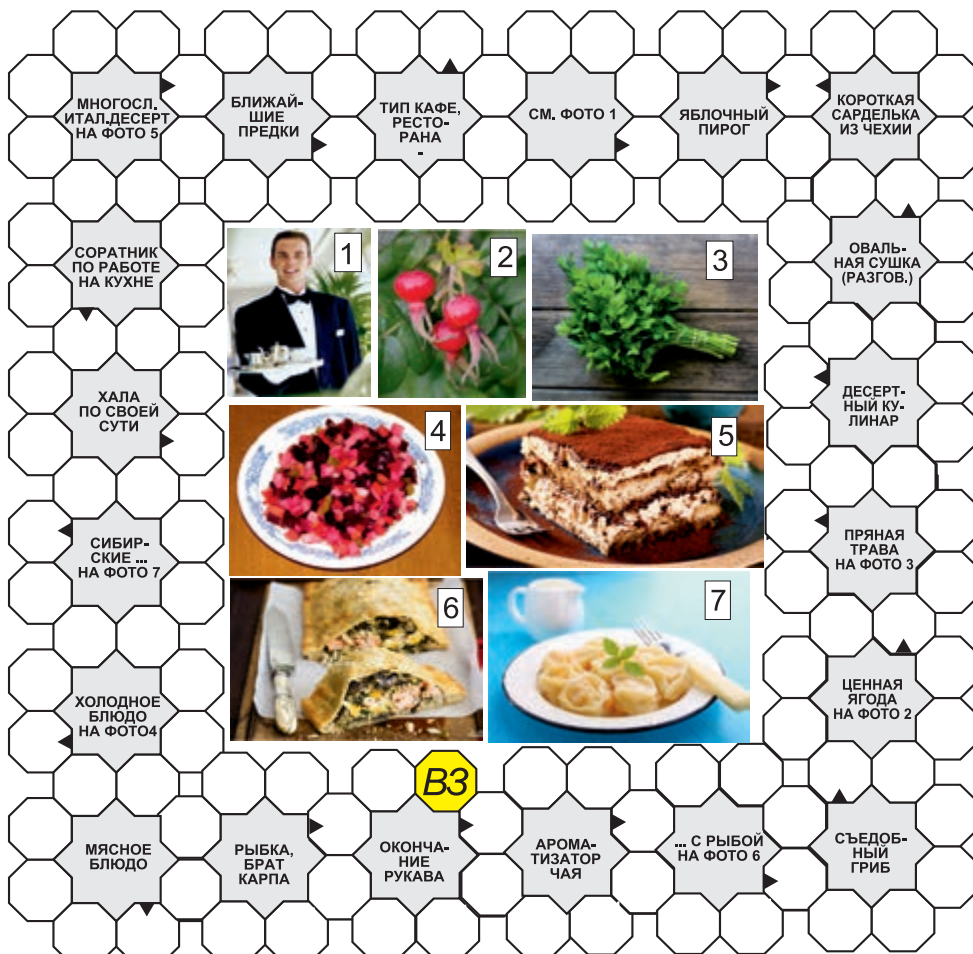 МНОГОСЛ.
ИТАЛ.ДЕСЕРТ
НА ФОТО 5
БЛИЖАЙ-
ШИЕ
ПРЕДКИ
ТИП КАФЕ,
РЕСТО-
РАНА
-
СМ. ФОТО 1
ЯБЛОЧНЫЙ
ПИРОГ
КОРОТКАЯ
САРДЕЛЬКА
ИЗ ЧЕХИИ
СОРАТНИК
ПО РАБОТЕ
НА КУХНЕ
1
2
3
ОВАЛЬ-
НАЯ СУШКА
(РАЗГОВ.)
ХАЛА
ПО СВОЕЙ
СУТИ
4
5
ДЕСЕРТ-
НЫЙ КУ-
ЛИНАР
СИБИР-
СКИЕ ...
НА ФОТО 7
ПРЯНАЯ
ТРАВА
НА ФОТО 3
6
7
ХОЛОДНОЕ
БЛЮДО
НА ФОТО4
ЦЕННАЯ
ЯГОДА
НА ФОТО 2
ВЗ
МЯСНОЕ
БЛЮДО
РЫБКА,
БРАТ
КАРПА
ОКОНЧА-
НИЕ
РУКАВА
АРОМА-
ТИЗАТОР
ЧАЯ
... С РЫБОЙ
НА ФОТО 6
СЪЕДОБ-
НЫЙ
ГРИБ